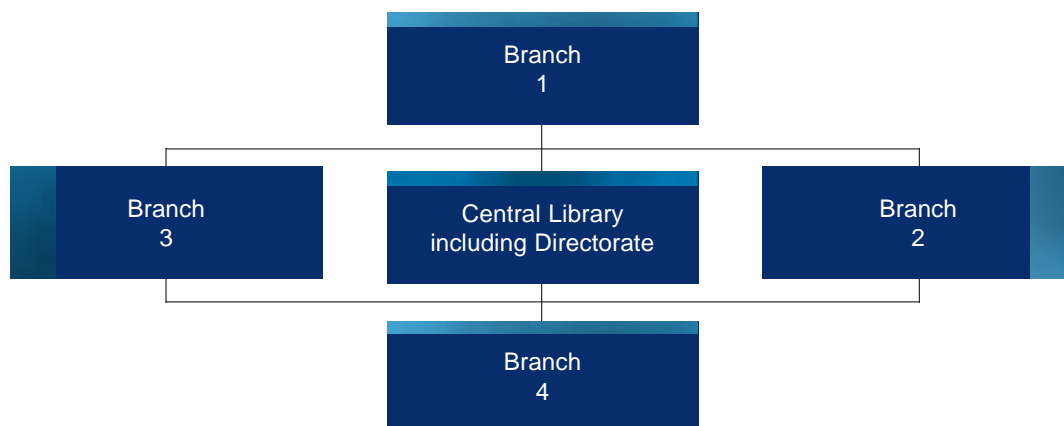 Branch
1
Branch
3
Central Library
including Directorate
Branch
2
Branch
4